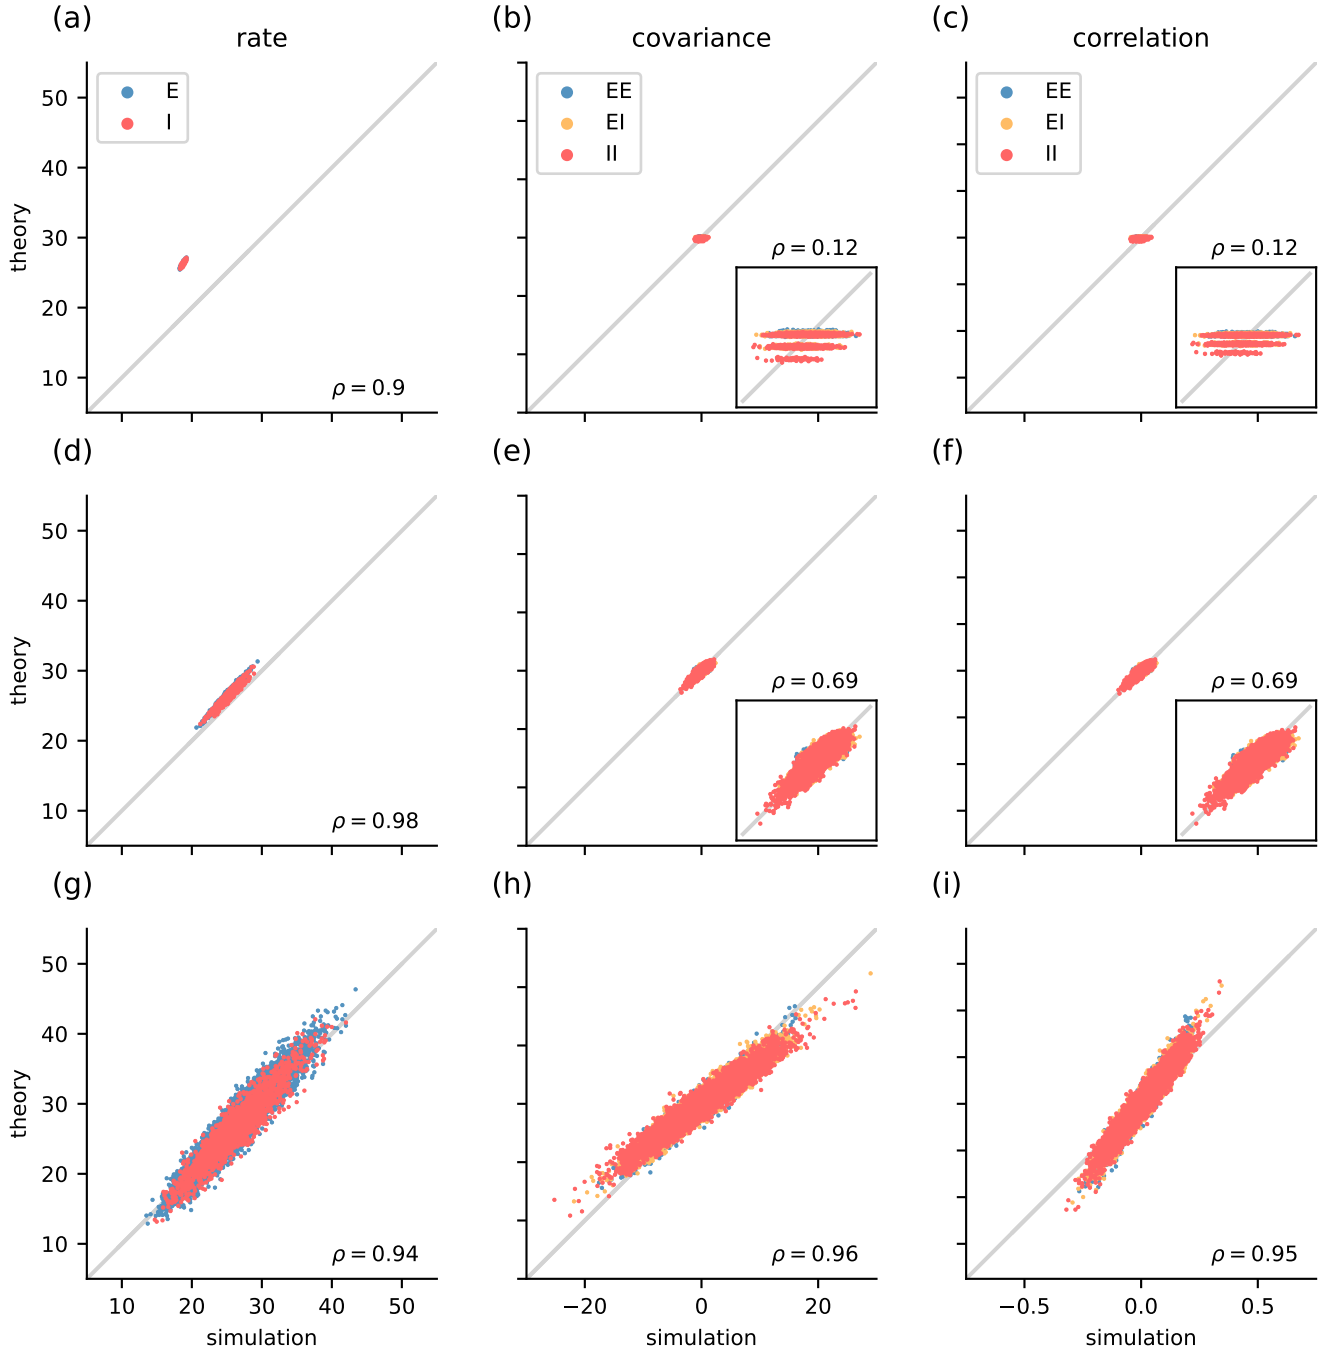 (a)
rate
(b)
covariance
(c)
correlation
E
I
EE
EI
II
EE
EI
II
theory
50
40
30
20
10
ρ = 0.9
ρ = 0.12
ρ = 0.12
(d)
(e)
(f)
theory
50
40
30
20
10
ρ = 0.98
ρ = 0.69
ρ = 0.69
(g)
(h)
(i)
theory
50
40
30
20
10
ρ = 0.94
ρ = 0.96
ρ = 0.95
10 20 30 40 50
−20 0 20
−0.5 0.0 0.5
simulation
simulation
simulation